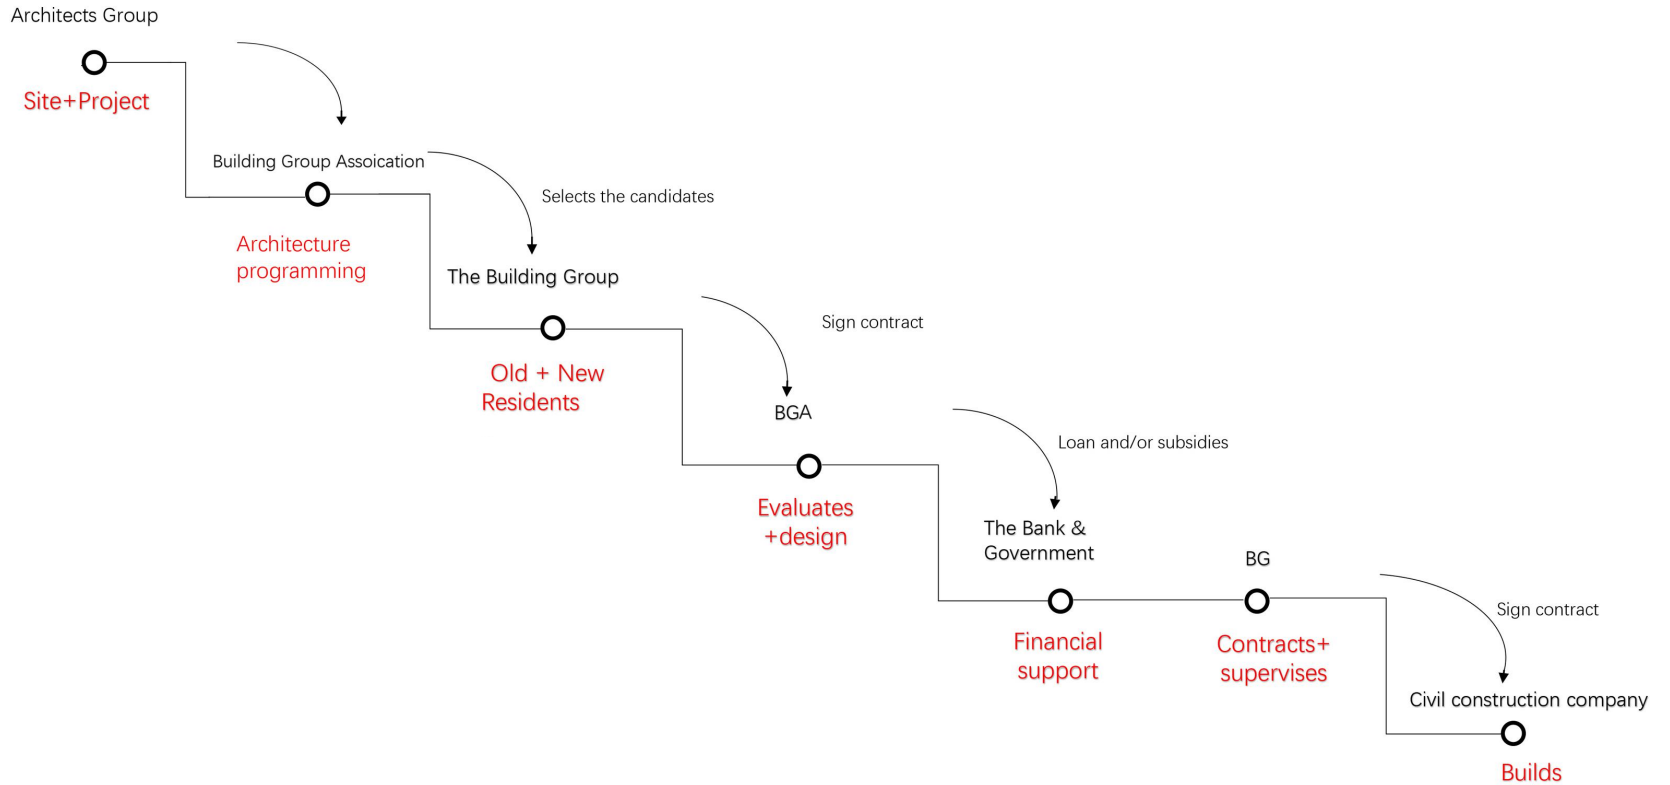 Architects Group
Site+Project
Building Group Assoication
Architecture
programming
Selects the candidates
The Building Group
Old + New
Residents
Sign contract
BGA
Evaluates
+design
Loan and/or subsidies
The Bank &
Government
Financial
support
BG
Contracts+
supervises
Sign contract
Civil construction company
Builds